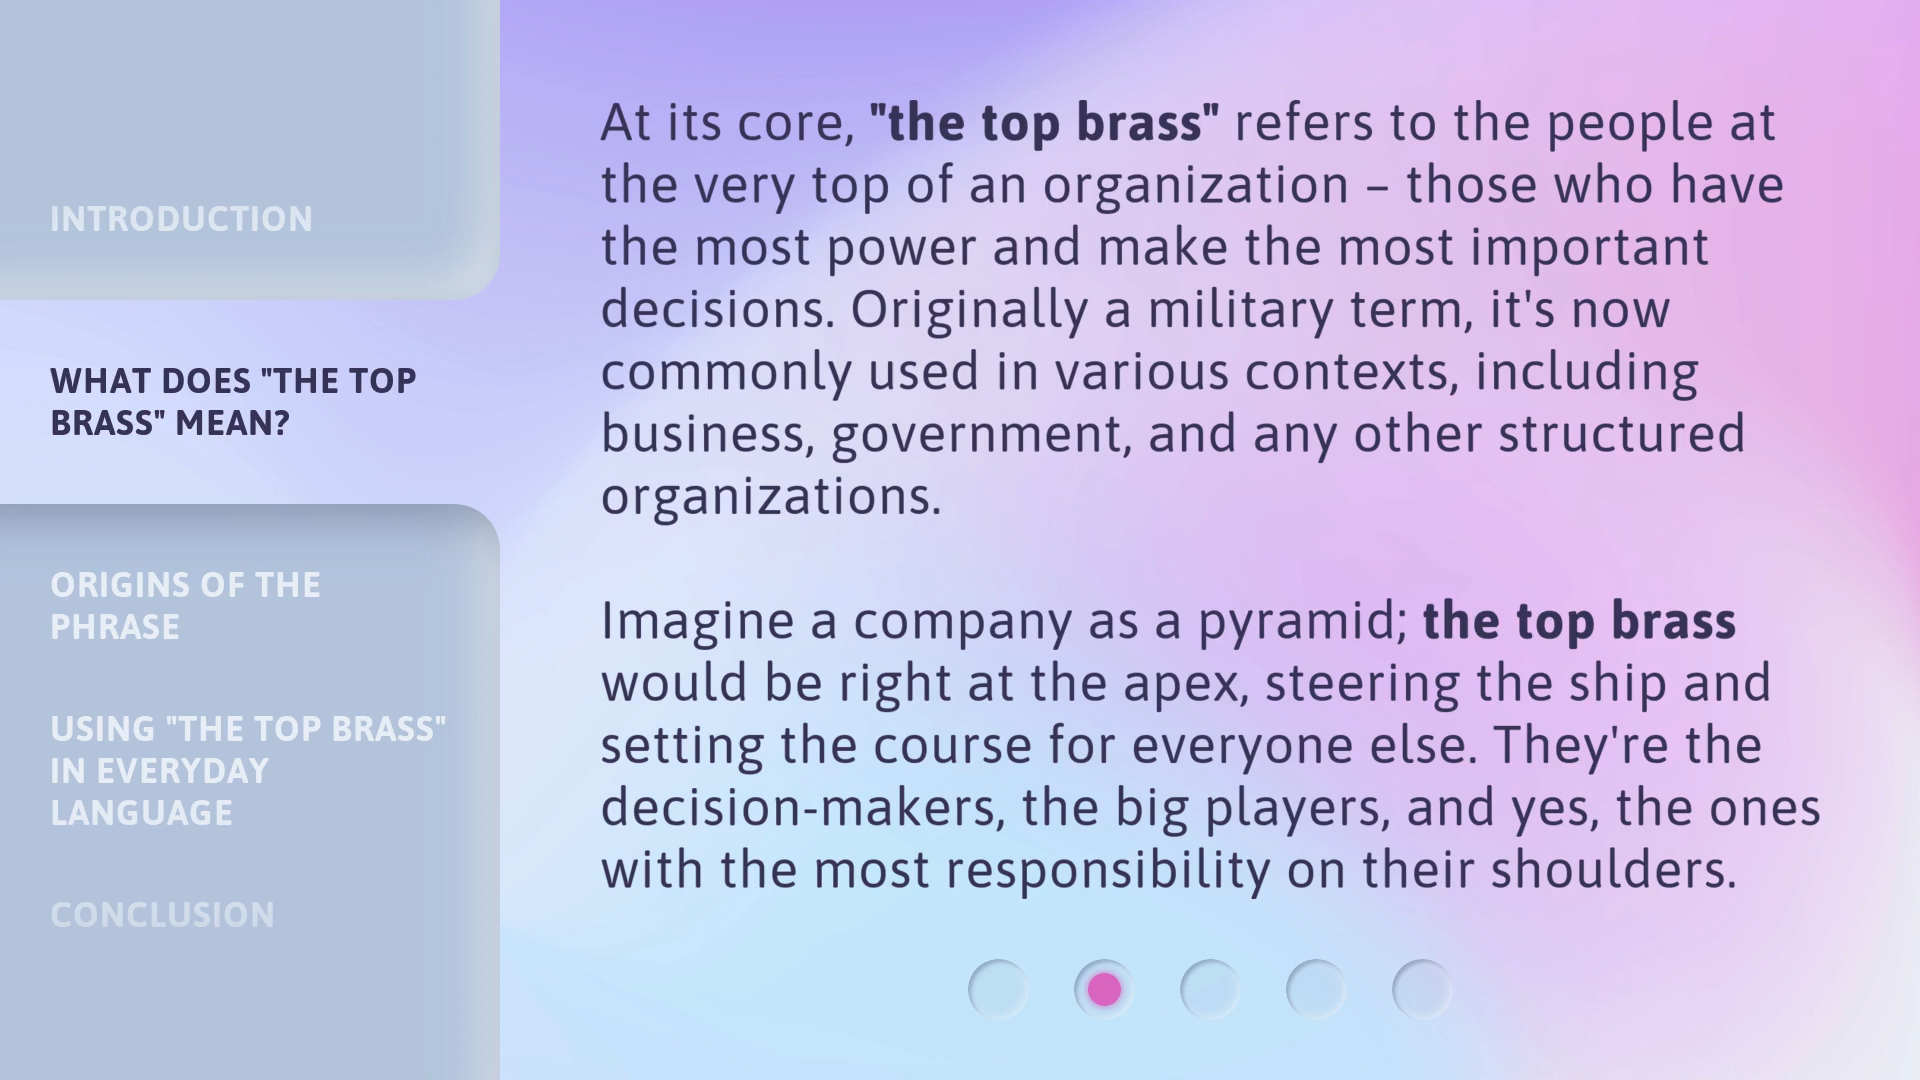 INTRODUCTION
WHAT DOES "THE TOP
BRASS" MEAN?
ORIGINS OF THE
PHRASE
USING "THE TOP BRASS"
IN EVERYDAY
LANGUAGE
CONCLUSION
At its core, "the top brass" refers to the people at
the very top of an organization – those who have
the most power and make the most important
decisions. Originally a military term, it's now
commonly used in various contexts, including
business, government, and any other structured
organizations.
Imagine a company as a pyramid; the top brass
would be right at the apex, steering the ship and
setting the course for everyone else. They're the
decision-makers, the big players, and yes, the ones
with the most responsibility on their shoulders.